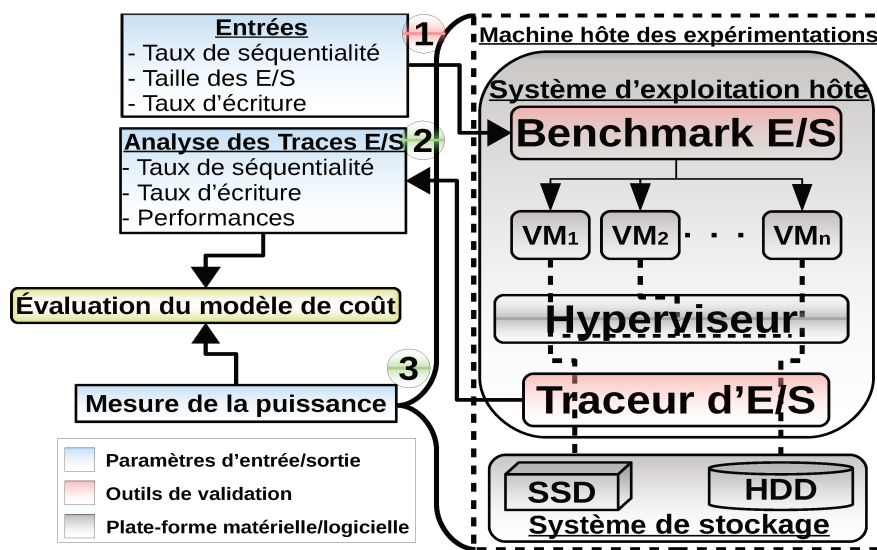 Entrées
- Taux de séquentialité
- Taille des E/S
- Taux d'écriture
1
Analyse des Traces E/S
- Taux de séquentialité
- Taux d'écriture
- Performances
2
Évaluation du modèle de coût
3
Mesure de la puissance
Paramètres d'entrée/sortie
Outils de validation
Plate-forme matérielle/logicielle
Machine hôte des expérimentations
Système d'exploitation hôte
Benchmark E/S
VM1 VM2 . . . VMn
Hyperviseur
Traceur d'E/S
SSD HDD
Système de stockage